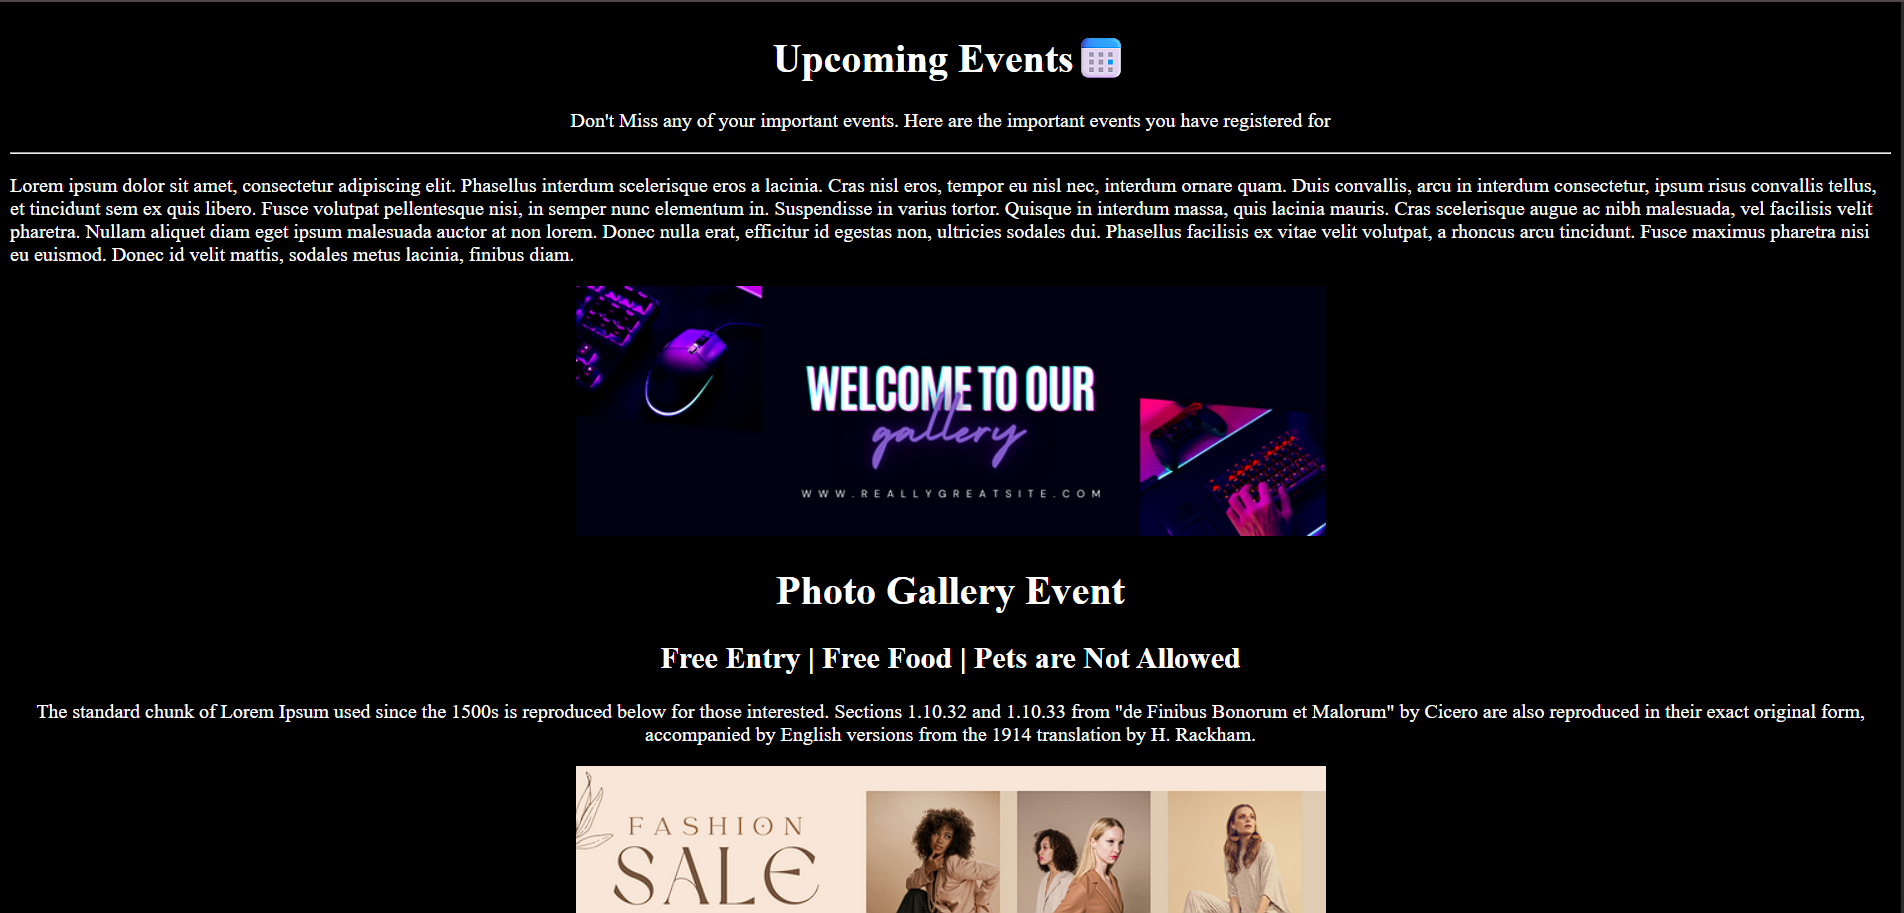 Upcoming Events
Don't Miss any of your important events. Here are the important events you have registered for
Lorem ipsum dolor sit amet, consectetur adipiscing elit. Phasellus interdum scelerisque eros a lacinia. Cras nisl eros, tempor eu nisl nec, interdum ornare quam. Duis convallis, arcu in interdum consectetur, ipsum risus convallis tellus,
et tincidunt sem ex quis libero. Fusce volutpat pellentesque nisi, in semper nunc elementum in. Suspendisse in varius tortor. Quisque in interdum massa, quis lacinia mauris. Cras scelerisque augue ac nibh malesuada, vel facilisis velit
pharetra. Nullam aliquet diam eget ipsum malesuada auctor at non lorem. Donec nulla erat, efficitur id egestas non, ultricies sodales dui. Phasellus facilisis ex vitae velit volutpat, a rhoncus arcu tincidunt. Fusce maximus pharetra nisi
eu euismod. Donec id velit mattis, sodales metus lacinia, finibus diam.
WELCOME TO OUR
gallery
WWW.REALLYGREATSITE.COM
Photo Gallery Event
Free Entry | Free Food | Pets are Not Allowed
The standard chunk of Lorem Ipsum used since the 1500s is reproduced below for those interested. Sections 1.10.32 and 1.10.33 from "de Finibus Bonorum et Malorum" by Cicero are also reproduced in their exact original form,
accompanied by English versions from the 1914 translation by H. Rackham.
FASHION
SALE